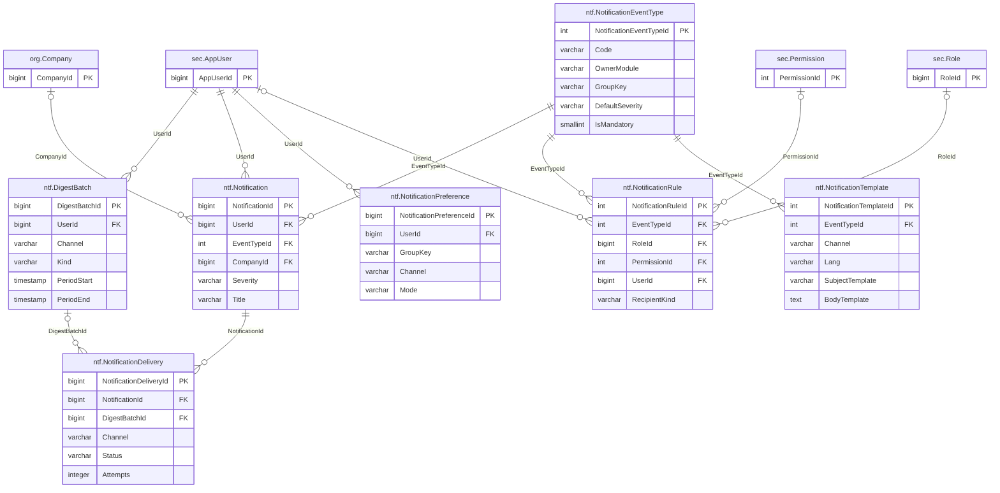 ntf.NotificationEventType
int NotificationEventTypeId PK
varchar Code
varchar OwnerModule
varchar GroupKey
varchar DefaultSeverity
smallint IsMandatory
org.Company
bigint CompanyId PK
sec.AppUser
bigint AppUserId PK
sec.Permission
int PermissionId PK
sec.Role
bigint RoleId PK
UserId
UserId
UserId
CompanyId
UserId
EventTypeId
EventTypeId
EventTypeId
PermissionId
RoleId
ntf.DigestBatch
bigint DigestBatchId PK
bigint UserId FK
varchar Channel
varchar Kind
timestamp PeriodStart
timestamp PeriodEnd
ntf.Notification
bigint NotificationId PK
bigint UserId FK
int EventTypeId FK
bigint CompanyId FK
varchar Severity
varchar Title
ntf.NotificationPreference
bigint NotificationPreferenceId PK
bigint UserId FK
varchar GroupKey
varchar Channel
varchar Mode
ntf.NotificationRule
int NotificationRuleId PK
int EventTypeId FK
bigint RoleId FK
int PermissionId FK
bigint UserId FK
varchar RecipientKind
ntf.NotificationTemplate
int NotificationTemplateId PK
int EventTypeId FK
varchar Channel
varchar Lang
varchar SubjectTemplate
text BodyTemplate
DigestBatchId
NotificationId
ntf.NotificationDelivery
bigint NotificationDeliveryId PK
bigint NotificationId FK
bigint DigestBatchId FK
varchar Channel
varchar Status
integer Attempts